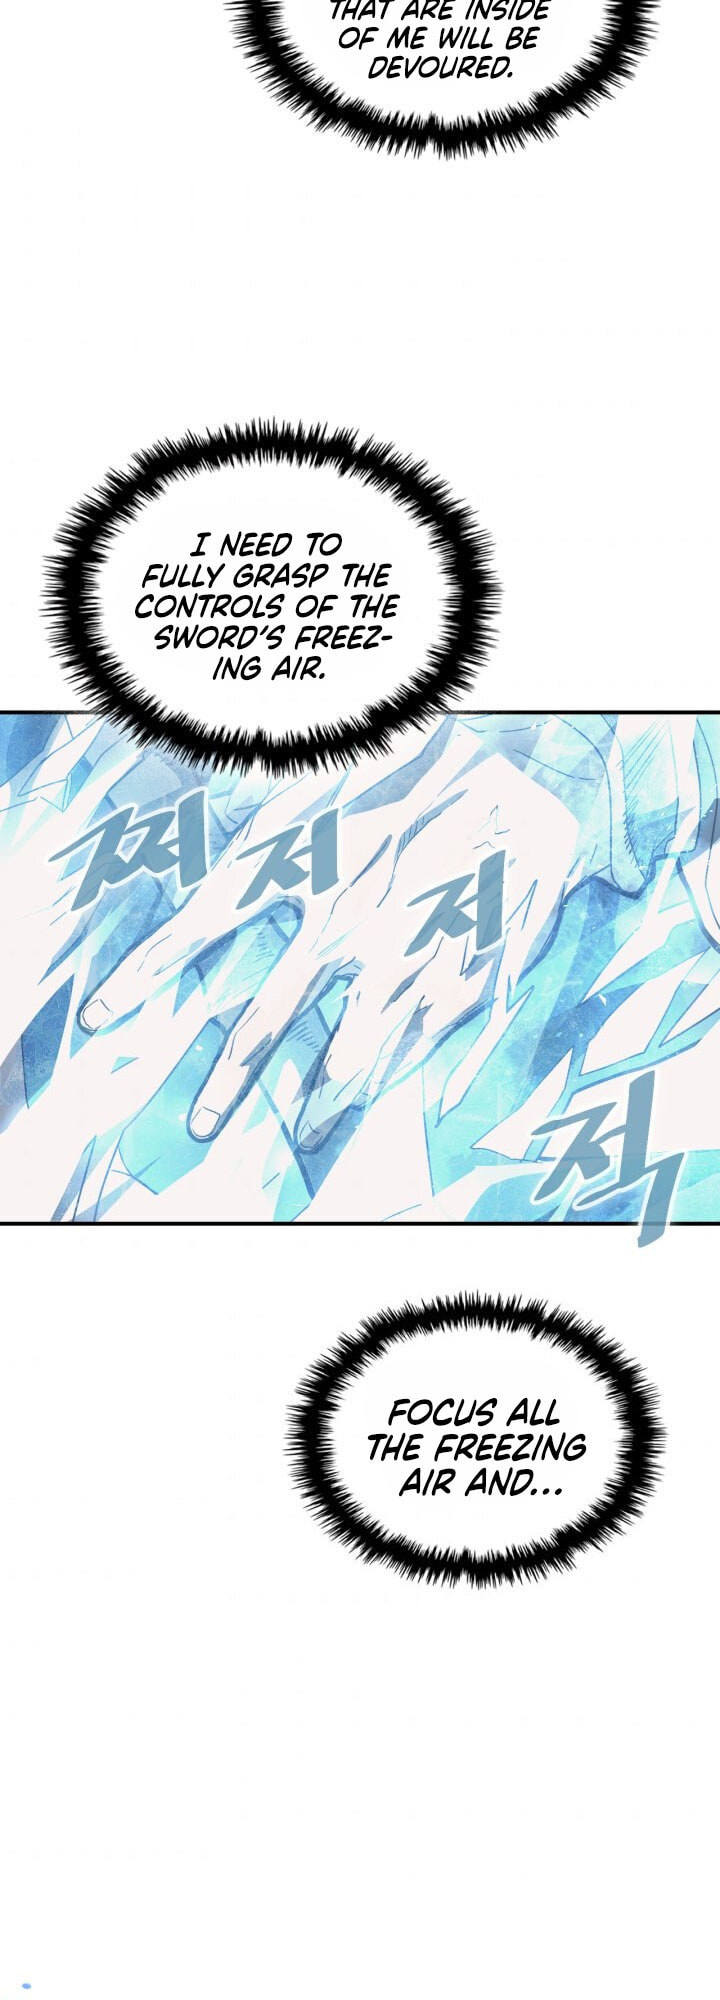 THAT ARE INSIDE
OF ME WILL BE
DEVOURED.
I NEED TO
FULLY GRASP THE
CONTROLS OF THE
SWORD'S FREEZ-
ING AIR.
쩌 저 저
저 적
FOCUS ALL
THE FREEZING
AIR AND...